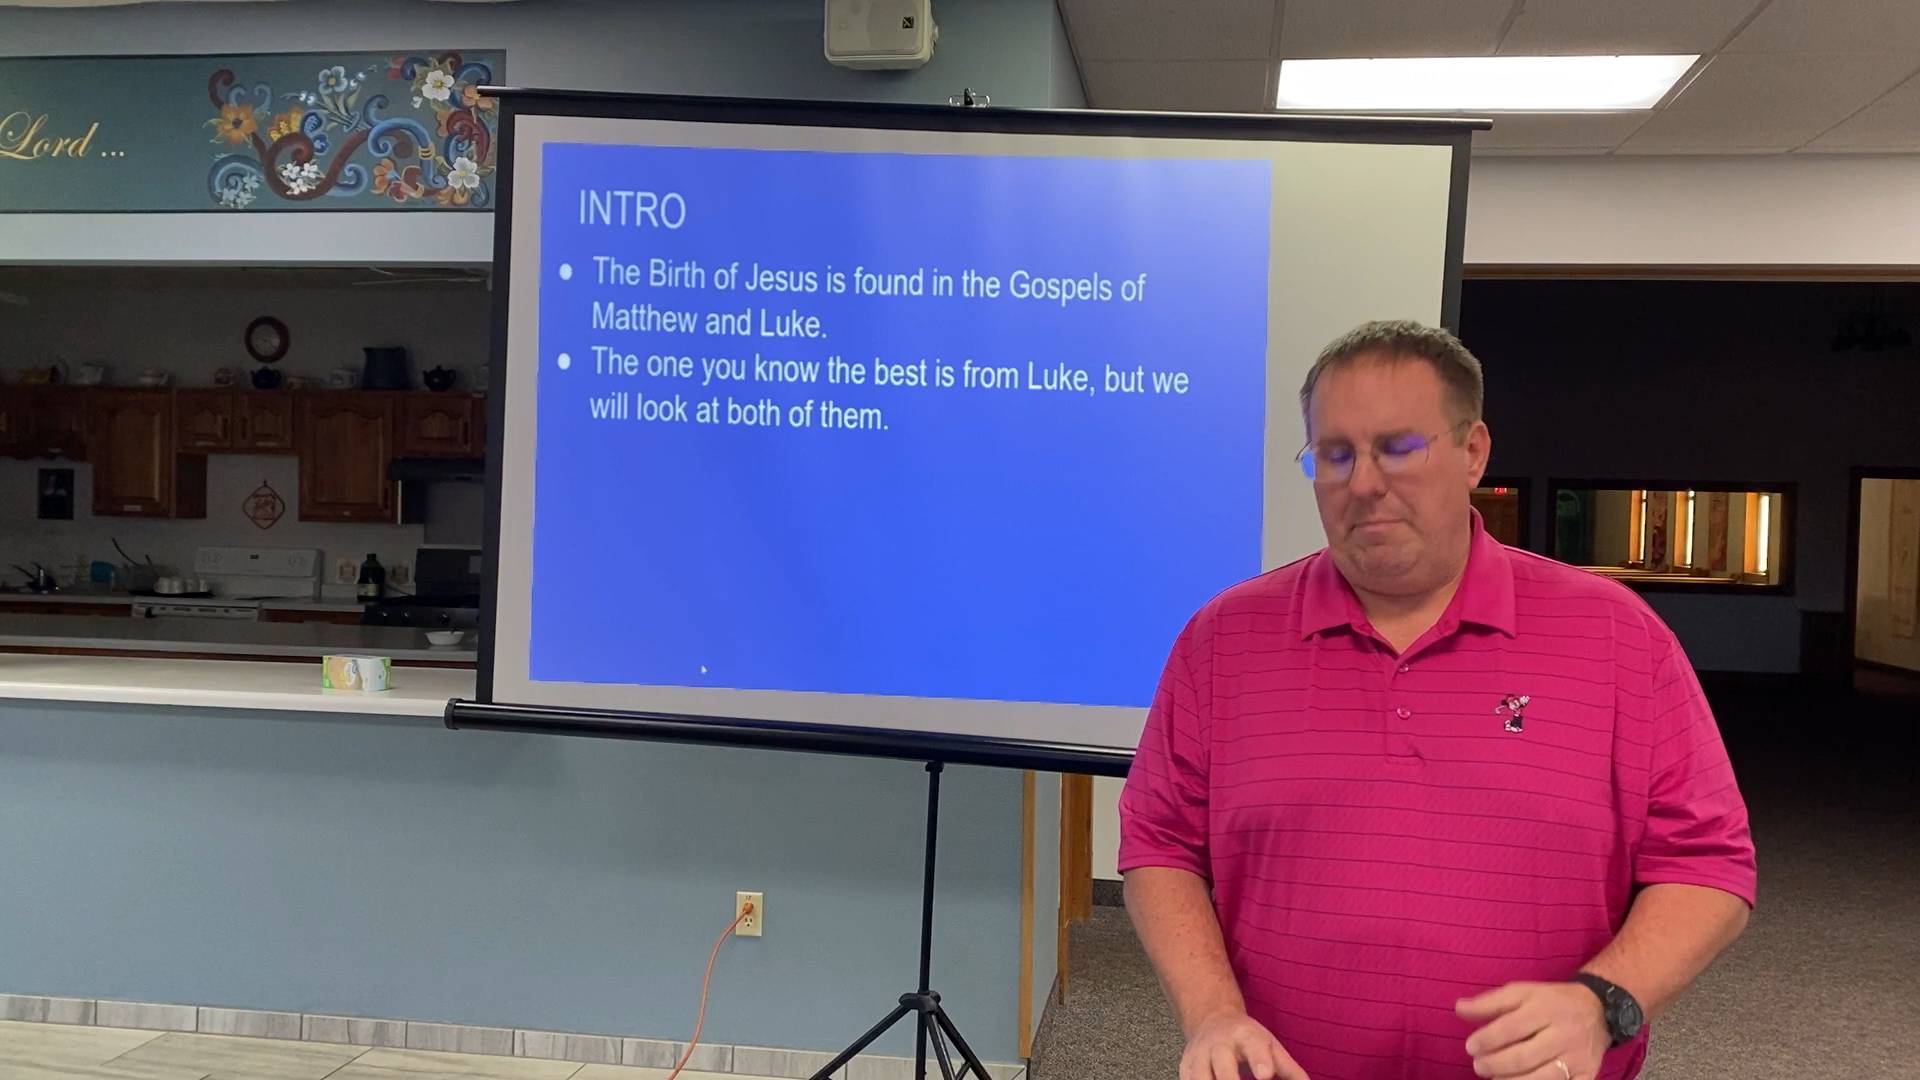 Lord ...
INTRO
● The Birth of Jesus is found in the Gospels of
Matthew and Luke.
● The one you know the best is from Luke, but we
will look at both of them.